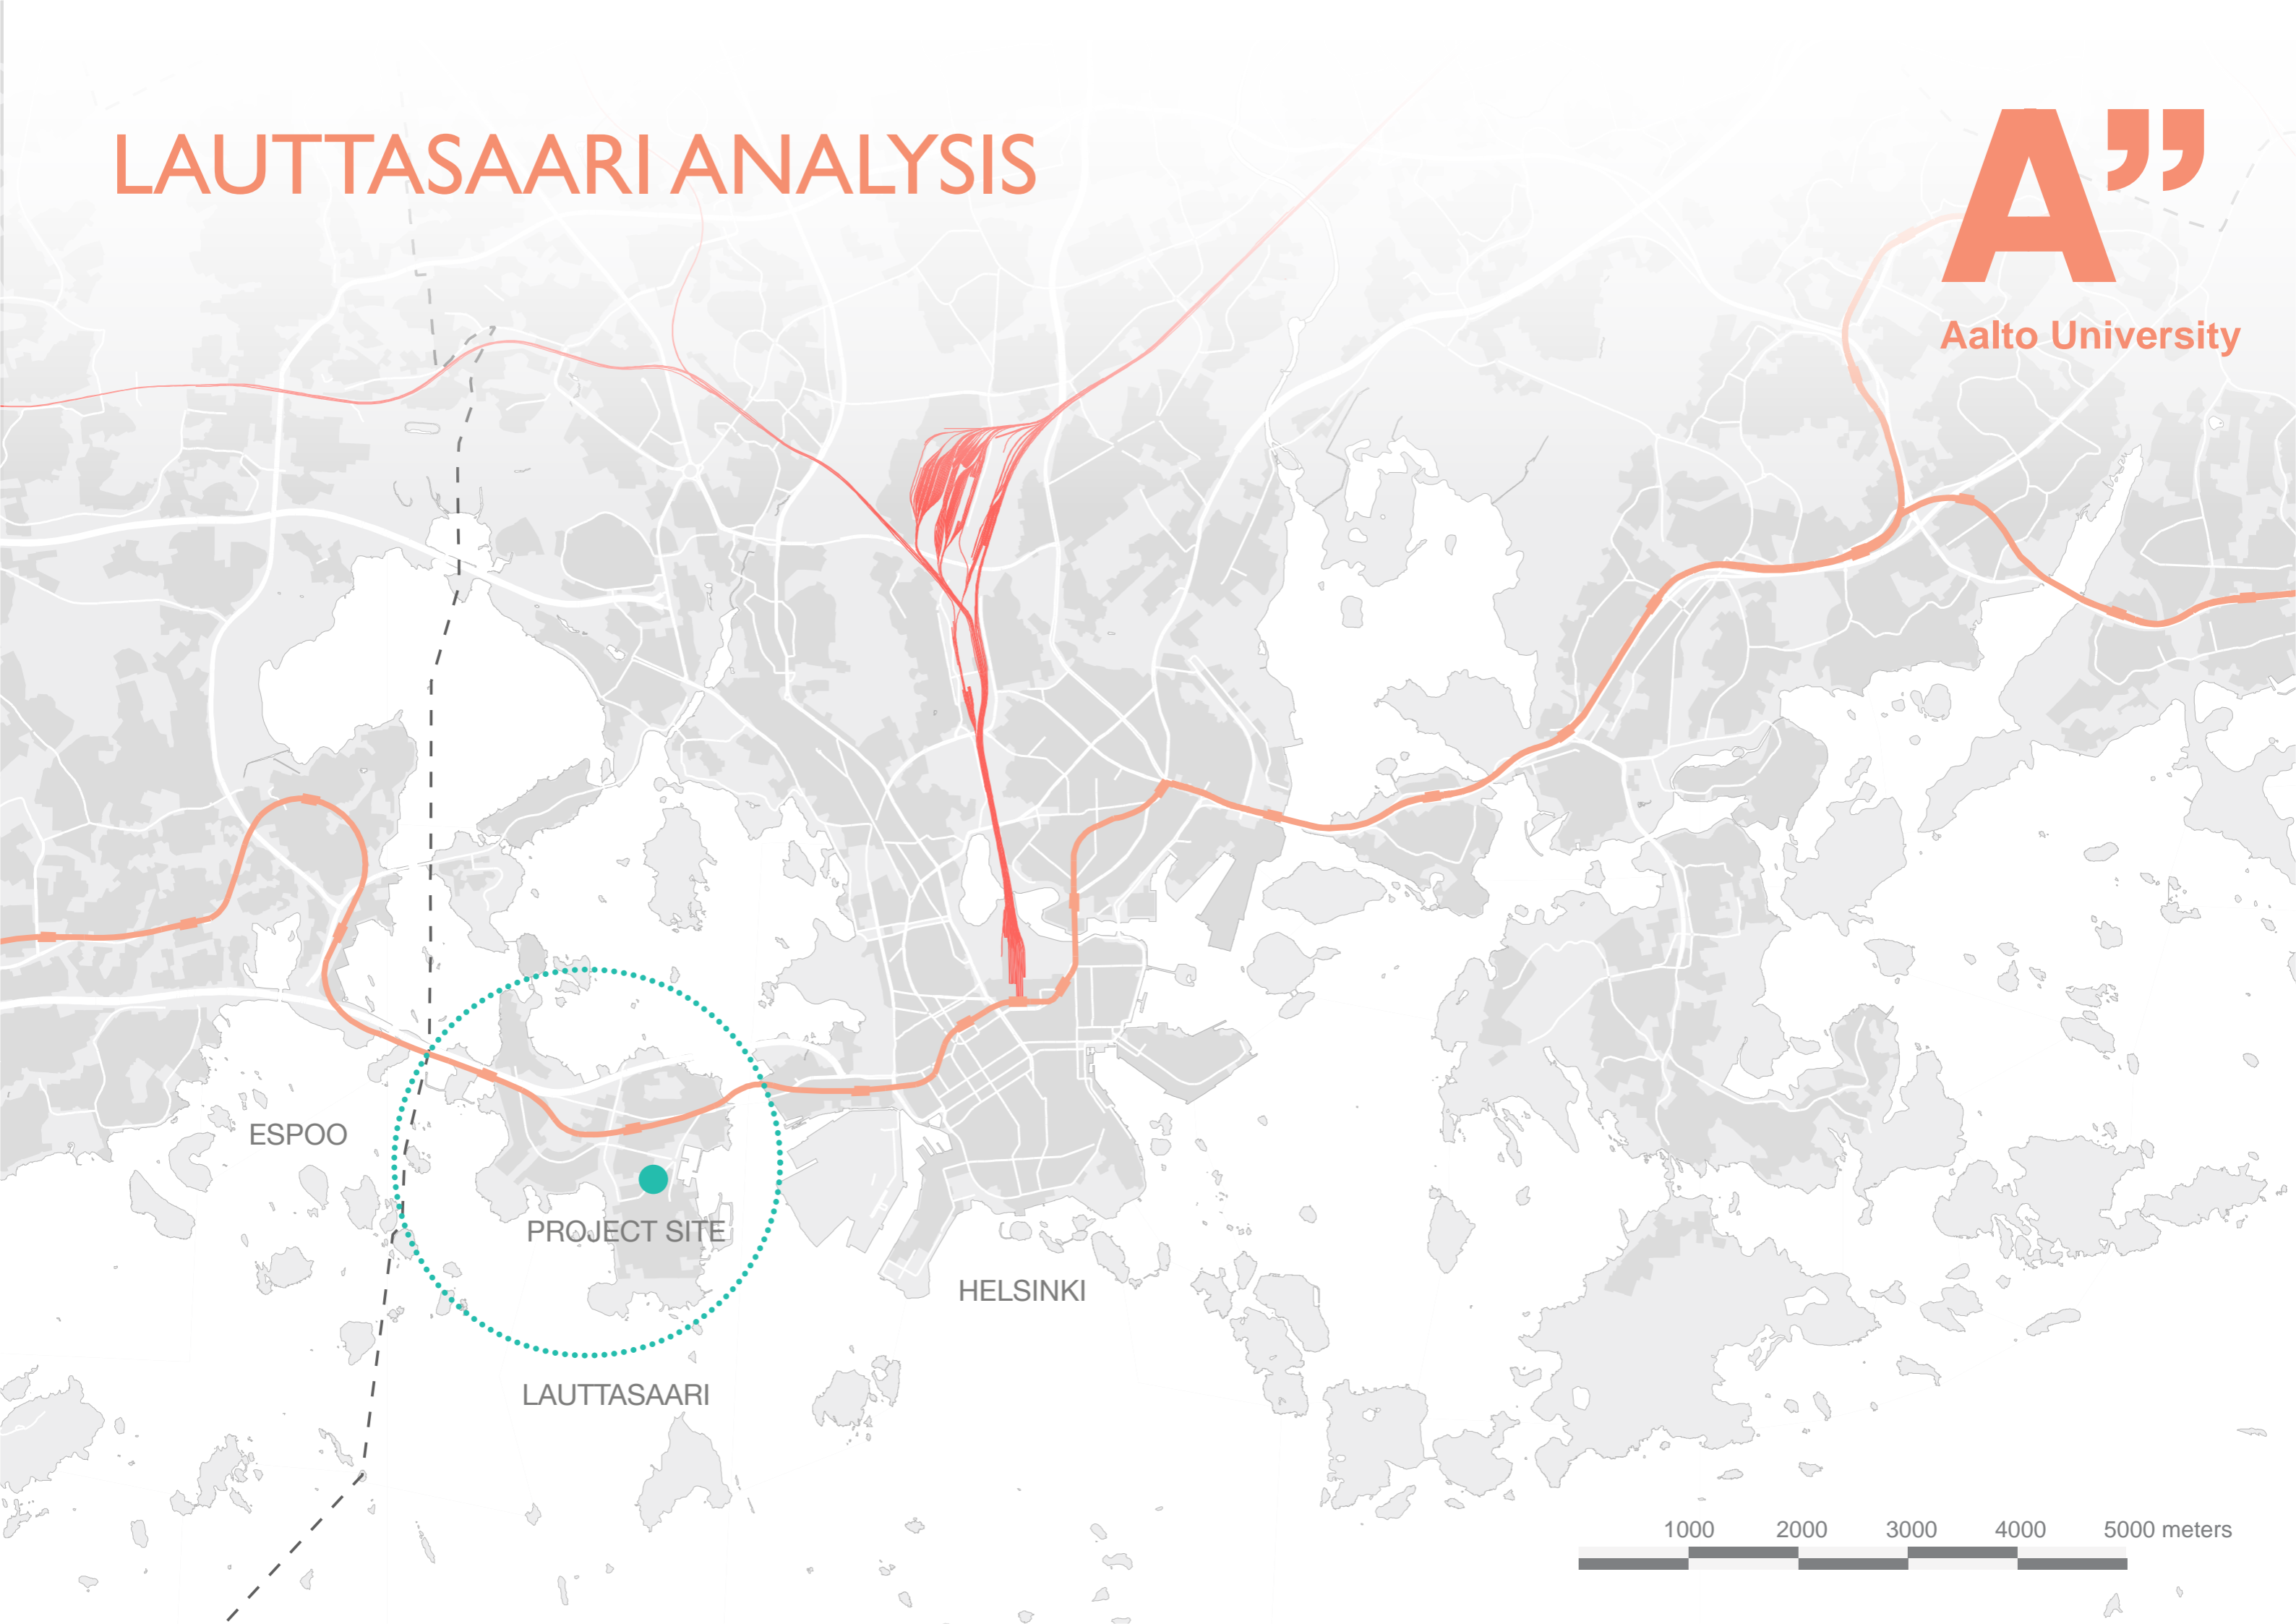 LAUTTASAARI ANALYSIS
A”
Aalto University
ESPOO
PROJECT SITE
HELSINKI
LAUTTASAARI
1000 2000 3000 4000 5000 meters